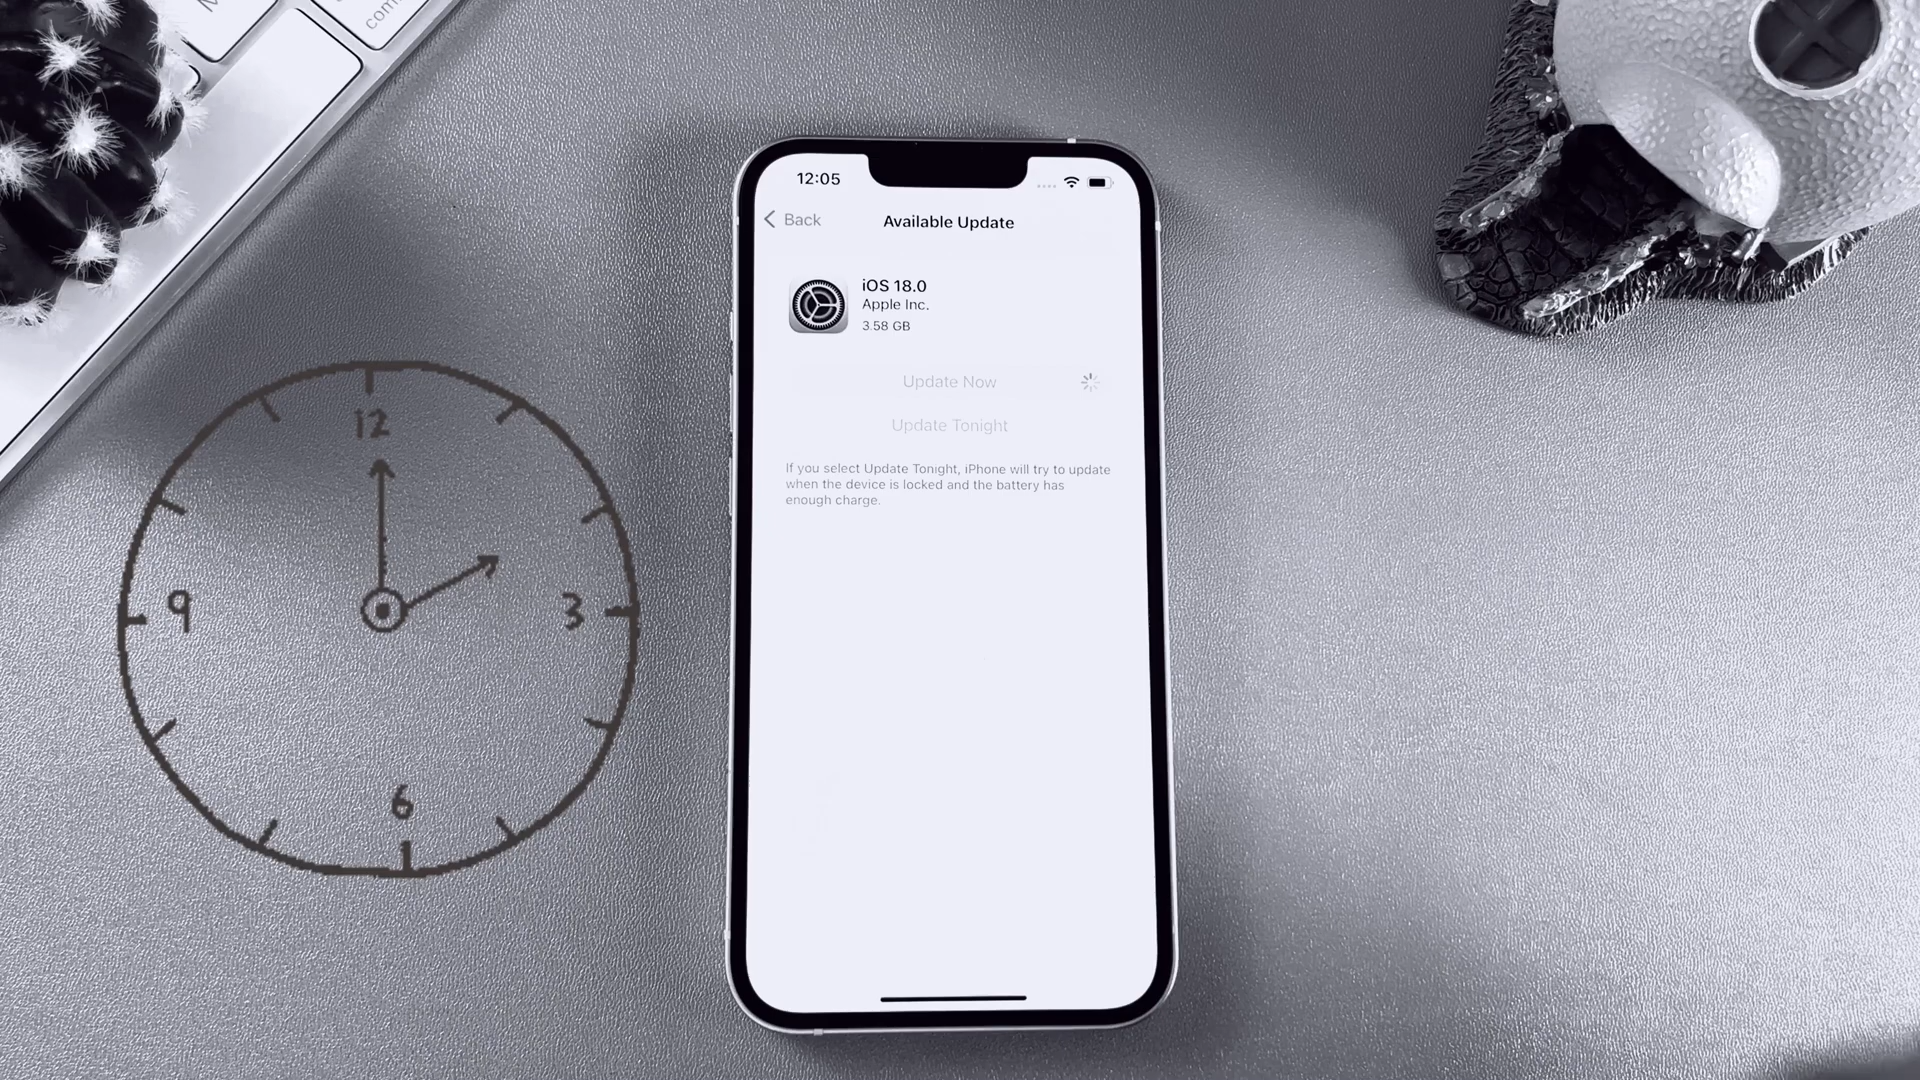 12:05
Back
Available Update
iOS 18.0
Apple Inc.
3.58 GB
Update Now
Update Tonight
If you select Update Tonight, iPhone will try to update
when the device is locked and the battery has
enough charge.
12
9
3
6